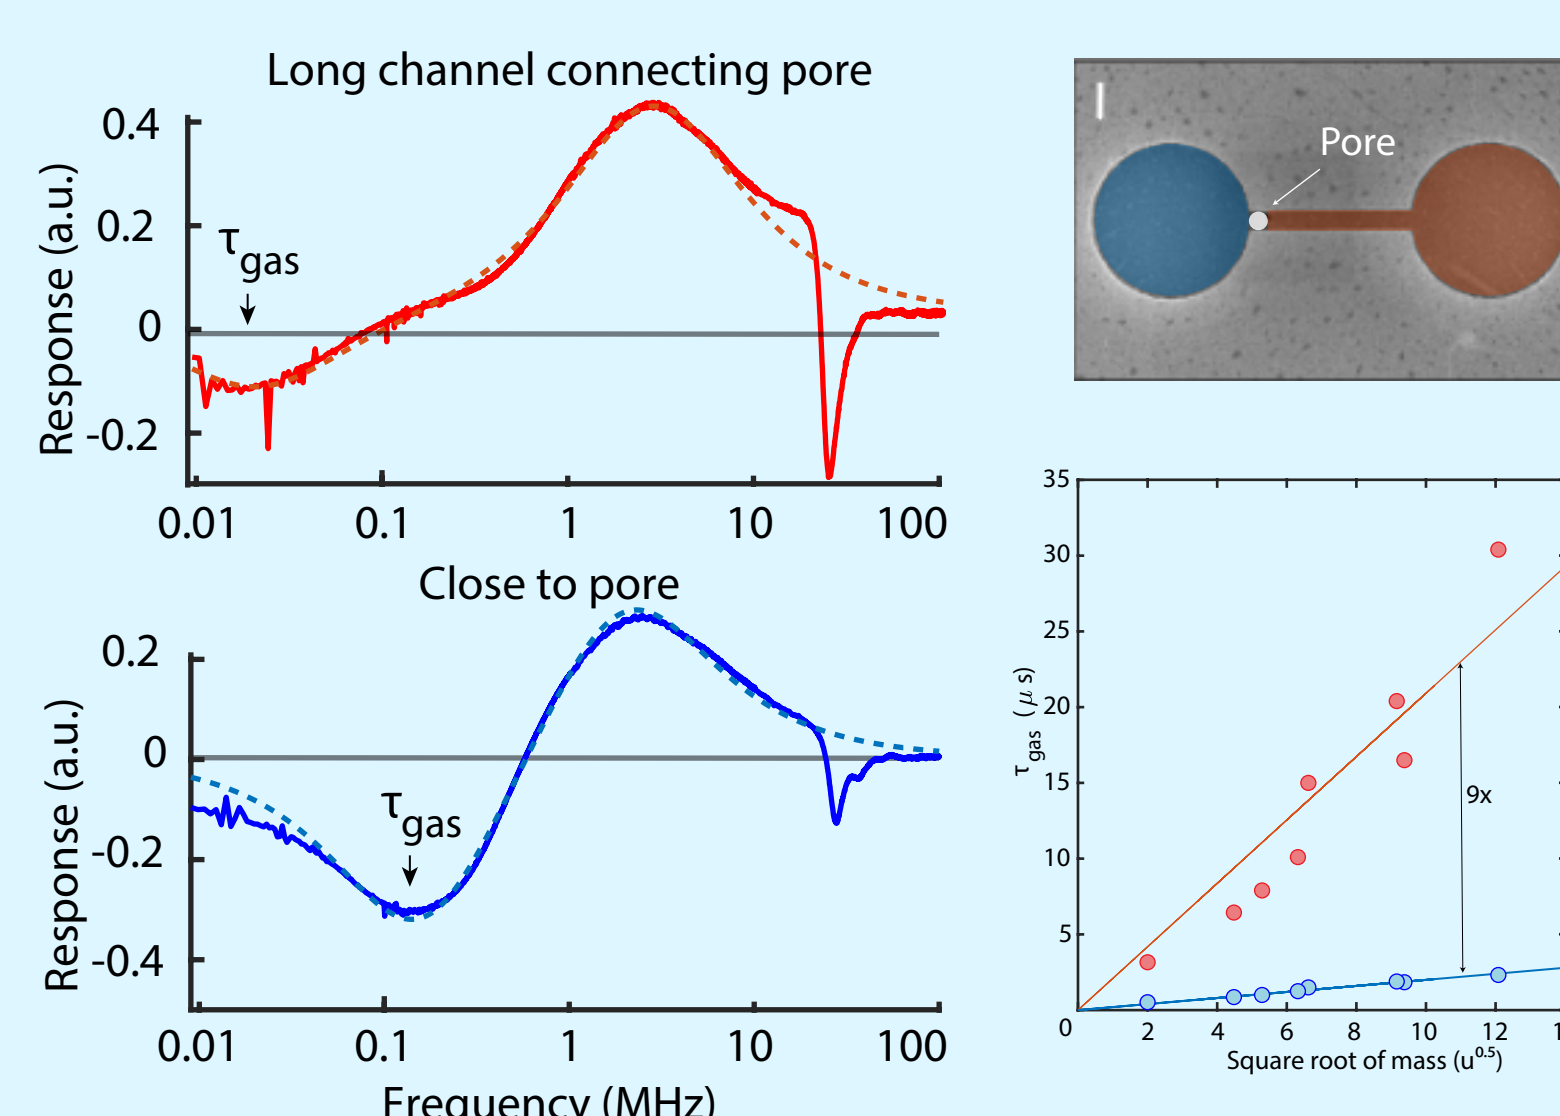 Long channel connecting pore
0.4
0.2
0
-0.2
Response (a.u.)
τgas
0.01 0.1 1 10 100
Close to pore
0.2
0
-0.2
-0.4
Response (a.u.)
τgas
0.01 0.1 1 10 100
Frequency (MHz)
Pore
35
30
25
20
15
10
5
0
τgas (μ s)
9x
2 4 6 8 10 12
Square root of mass (u0.5)